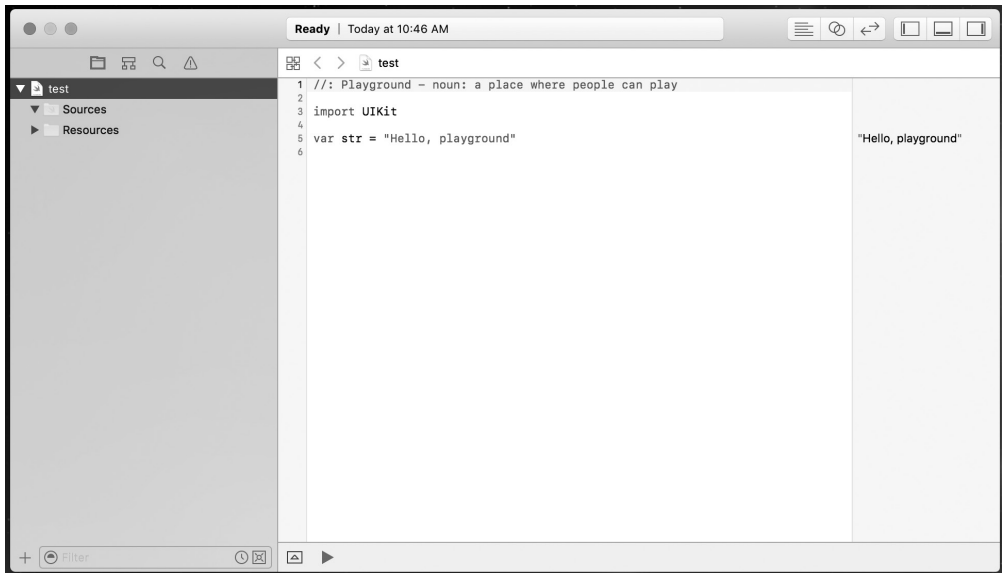 Ready | Today at 10:46 AM
test
test
Sources
Resources
1 //: Playground – noun: a place where people can play
2
3 import UIKit
4
5 var str = "Hello, playground"
6
"Hello, playground"
Filter